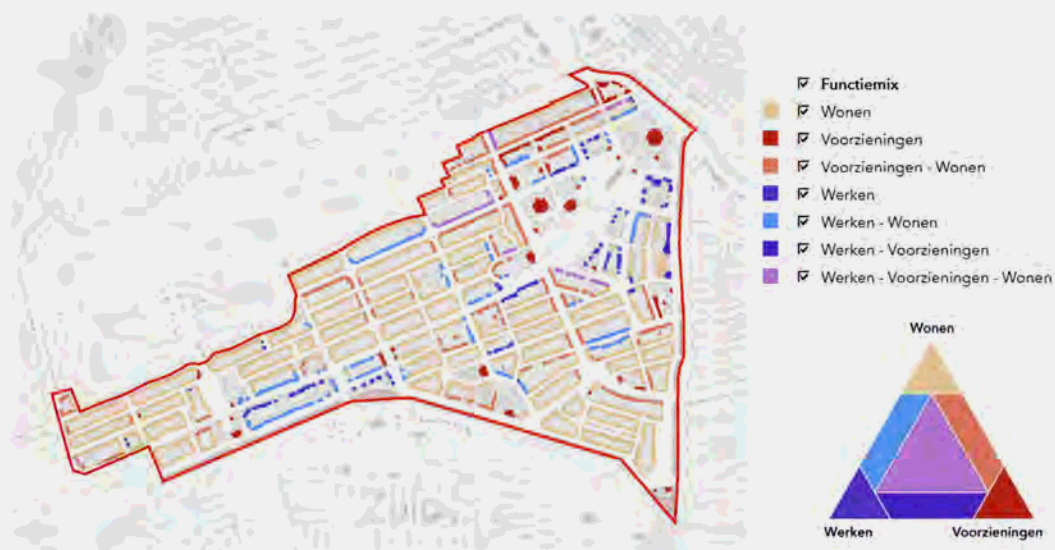 Functiemix
Wonen
Voorzieningen
Voorzieningen - Wonen
Werken
Werken - Wonen
Werken - Voorzieningen
Werken - Voorzieningen - Wonen
Wonen
Werken
Voorzieningen